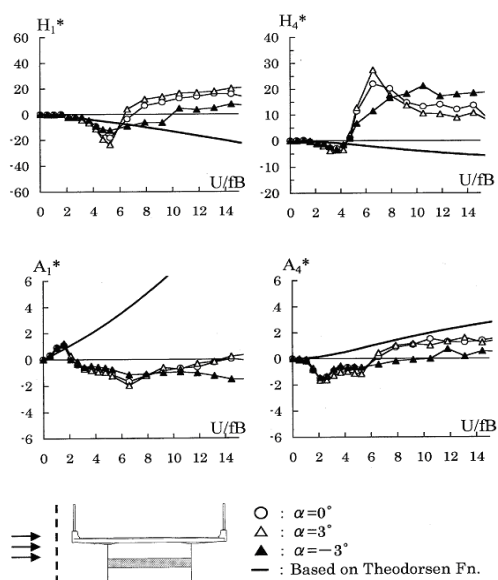 H₁*
60
40
20
0
20
40
60
U/fB
0 2 4 6 8 10 12 14
H₄*
40
30
20
10
0
10
20
U/fB
0 2 4 6 8 10 12 14
A₁*
6
4
2
0
-2
-4
-6
U/fB
0 2 4 6 8 10 12 14
A₄*
6
4
2
0
-2
-4
-6
U/fB
0 2 4 6 8 10 12 14
○ : α=0°
△ : α=3°
▲ : α=−3°
— : Based on Theodorsen Fn.